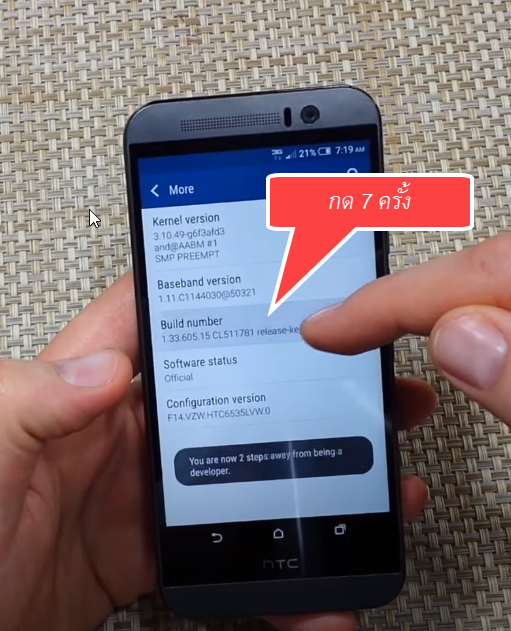 3G
21% 7:19 AM
More
กด 7 ครั้ง
Kernel version
3.10.49-g6f3afd3
and@AABM #1
SMP PREEMPT
Baseband version
1.11.C1144030@50321
Build number
1.33.605.15 CL511781 release-ke
Software status
Official
Configuration version
F14.VZW.HTC6535LVW.0
You are now 2 steps away from being a
developer.
hTC